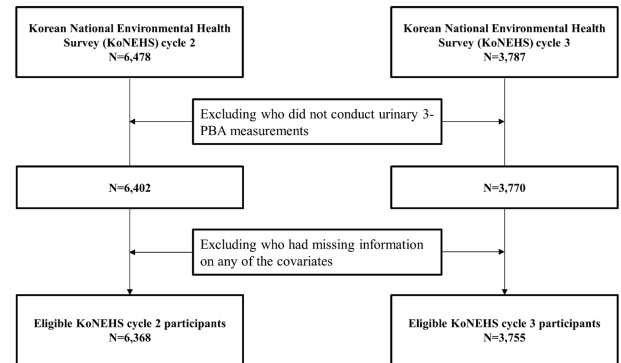 Korean National Environmental Health
Survey (KoNEHS) cycle 2
N=6,478
Korean National Environmental Health
Survey (KoNEHS) cycle 3
N=3,787
Excluding who did not conduct urinary 3-
PBA measurements
N=6,402
N=3,770
Excluding who had missing information
on any of the covariates
Eligible KoNEHS cycle 2 participants
N=6,368
Eligible KoNEHS cycle 3 participants
N=3,755